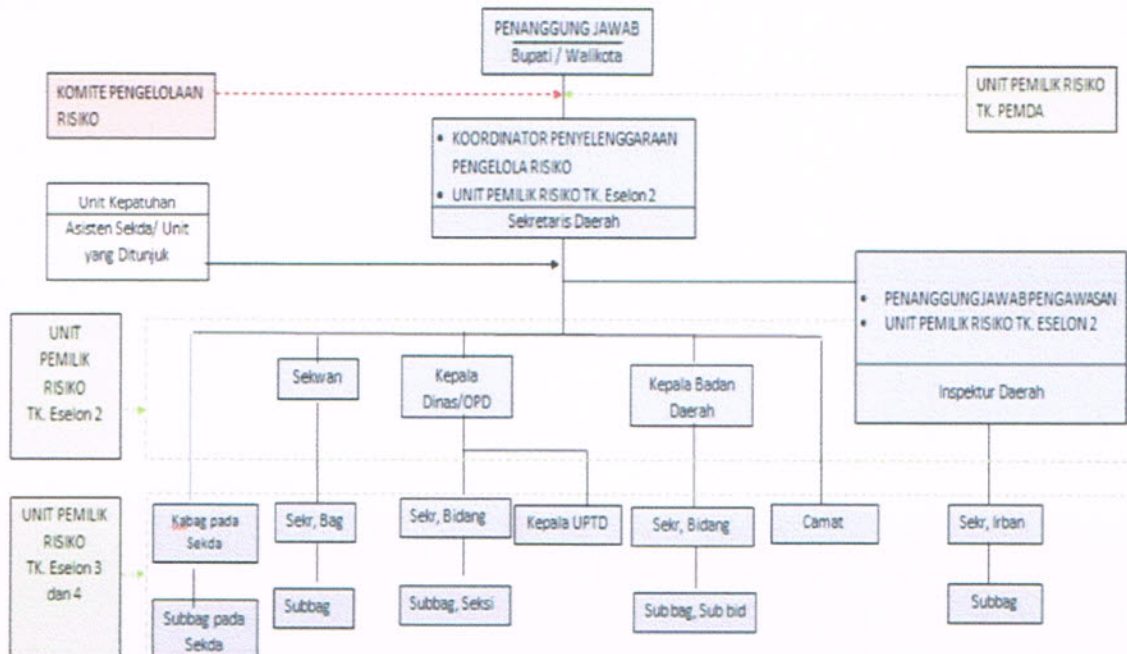 PENANGGUNG JAWAB
Bupati / Walikota
KOMITE PENGELOLAAN
RISIKO
UNIT PEMILIK RISIKO
TK. PEMDA
• KOORDINATOR PENYELENGGARAAN
PENGELOLA RISIKO
• UNIT PEMILIK RISIKO TK. Eselon 2
Sekretaris Daerah
Unit Kepatuhan
Asisten Sekda/ Unit
yang Ditunjuk
• PENANGGUNG JAWAB PENGAWASAN
• UNIT PEMILIK RISIKO TK. ESELON 2
Inspektur Daerah
UNIT
PEMILIK
RISIKO
TK. Eselon 2
Sekwan
Kepala
Dinas/OPD
Kepala Badan
Daerah
UNIT PEMILIK
RISIKO
TK. Eselon 3
dan 4
Kabag pada
Sekda
Sekr, Bag
Sekr, Bidang
Kepala UPTD
Sekr, Bidang
Camat
Sekr, Irban
Subbag pada
Sekda
Subbag
Subbag, Seksi
Sub bag, Sub bid
Subbag